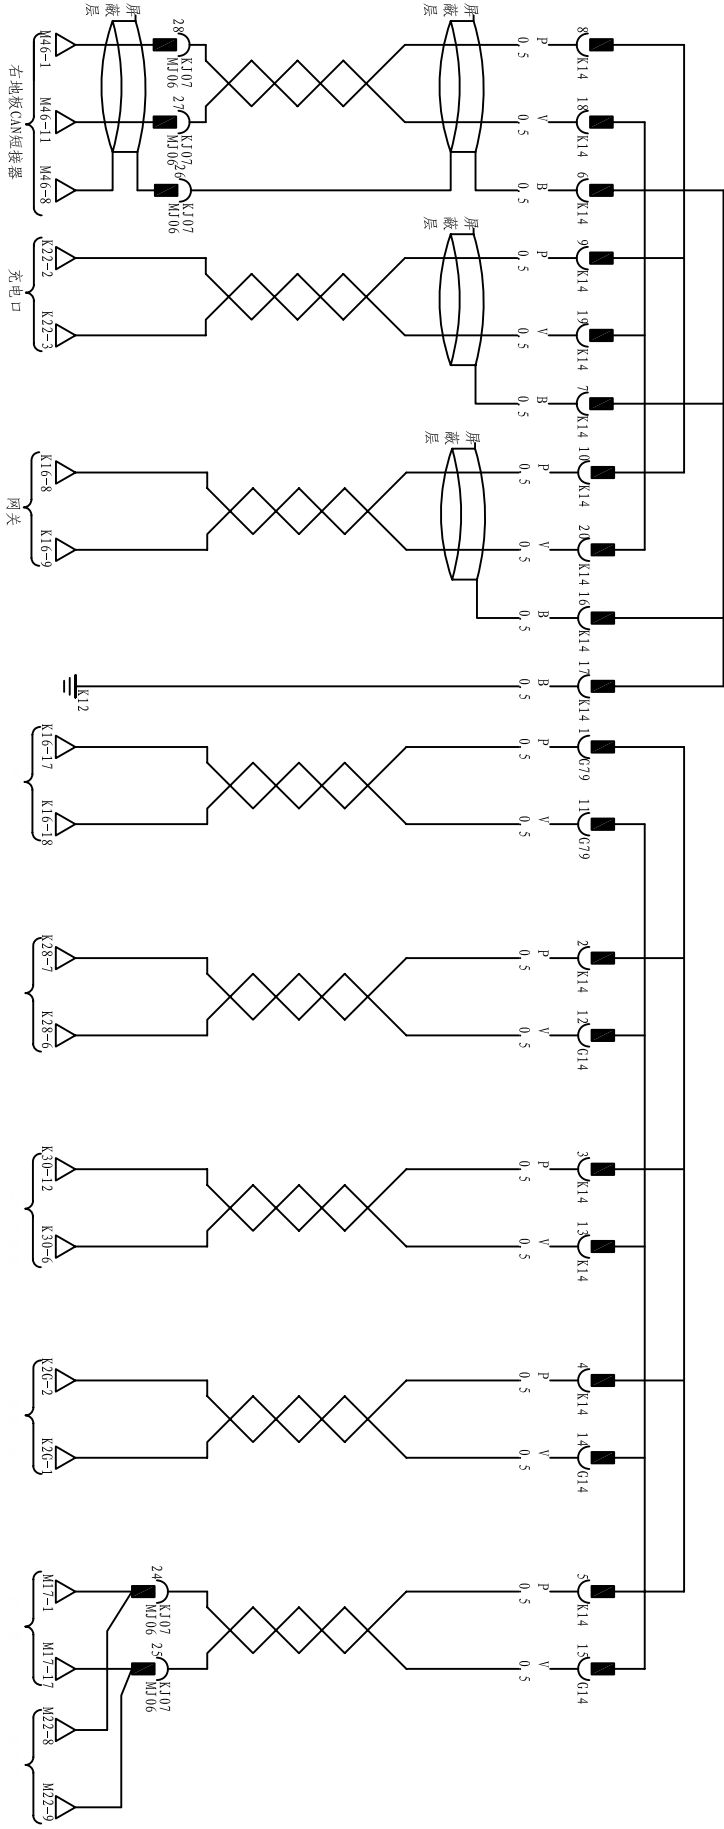 屏蔽层
屏蔽层
M46-1
28
KJ07
MJ06
P
0.5
8
K14
M46-11
27
KJ07
MJ06
V
0.5
18
K14
M46-8
26
KJ07
MJ06
B
0.5
6
K14
右地板CAN短接器
屏蔽层
K22-2
P
0.5
9
K14
K22-3
V
0.5
19
K14
充电口
B
0.5
7
K14
屏蔽层
K16-8
P
0.5
10
K14
K16-9
V
0.5
20
K14
网关
B
0.5
16
K14
K12
B
0.5
17
K14
K16-17
P
0.5
1
G79
K16-18
V
0.5
11
G79
K28-7
P
0.5
2
K14
K28-6
V
0.5
12
G14
K30-12
P
0.5
3
K14
K30-6
V
0.5
13
K14
K2G-2
P
0.5
4
K14
K2G-1
V
0.5
14
G14
M17-1
24
KJ07
MJ06
P
0.5
5
K14
M17-17
25
KJ07
MJ06
V
0.5
15
G14
M22-8
M22-9